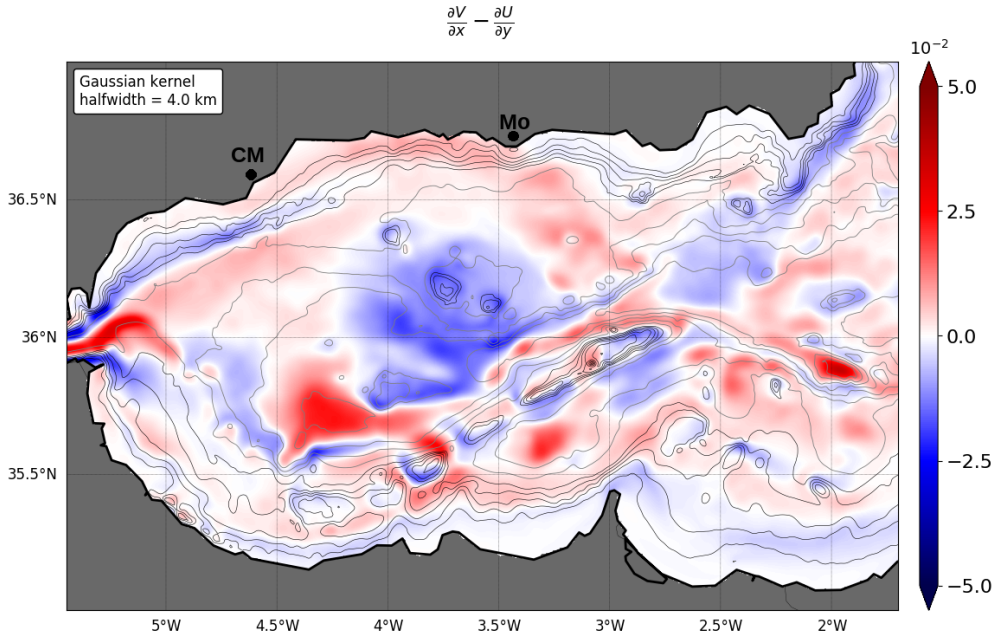 ∂V/∂x − ∂U/∂y
10⁻²
Gaussian kernel
halfwidth = 4.0 km
Mo
CM
36.5°N
36°N
35.5°N
5°W
4.5°W
4°W
3.5°W
3°W
2.5°W
2°W
5.0
2.5
0.0
−2.5
−5.0